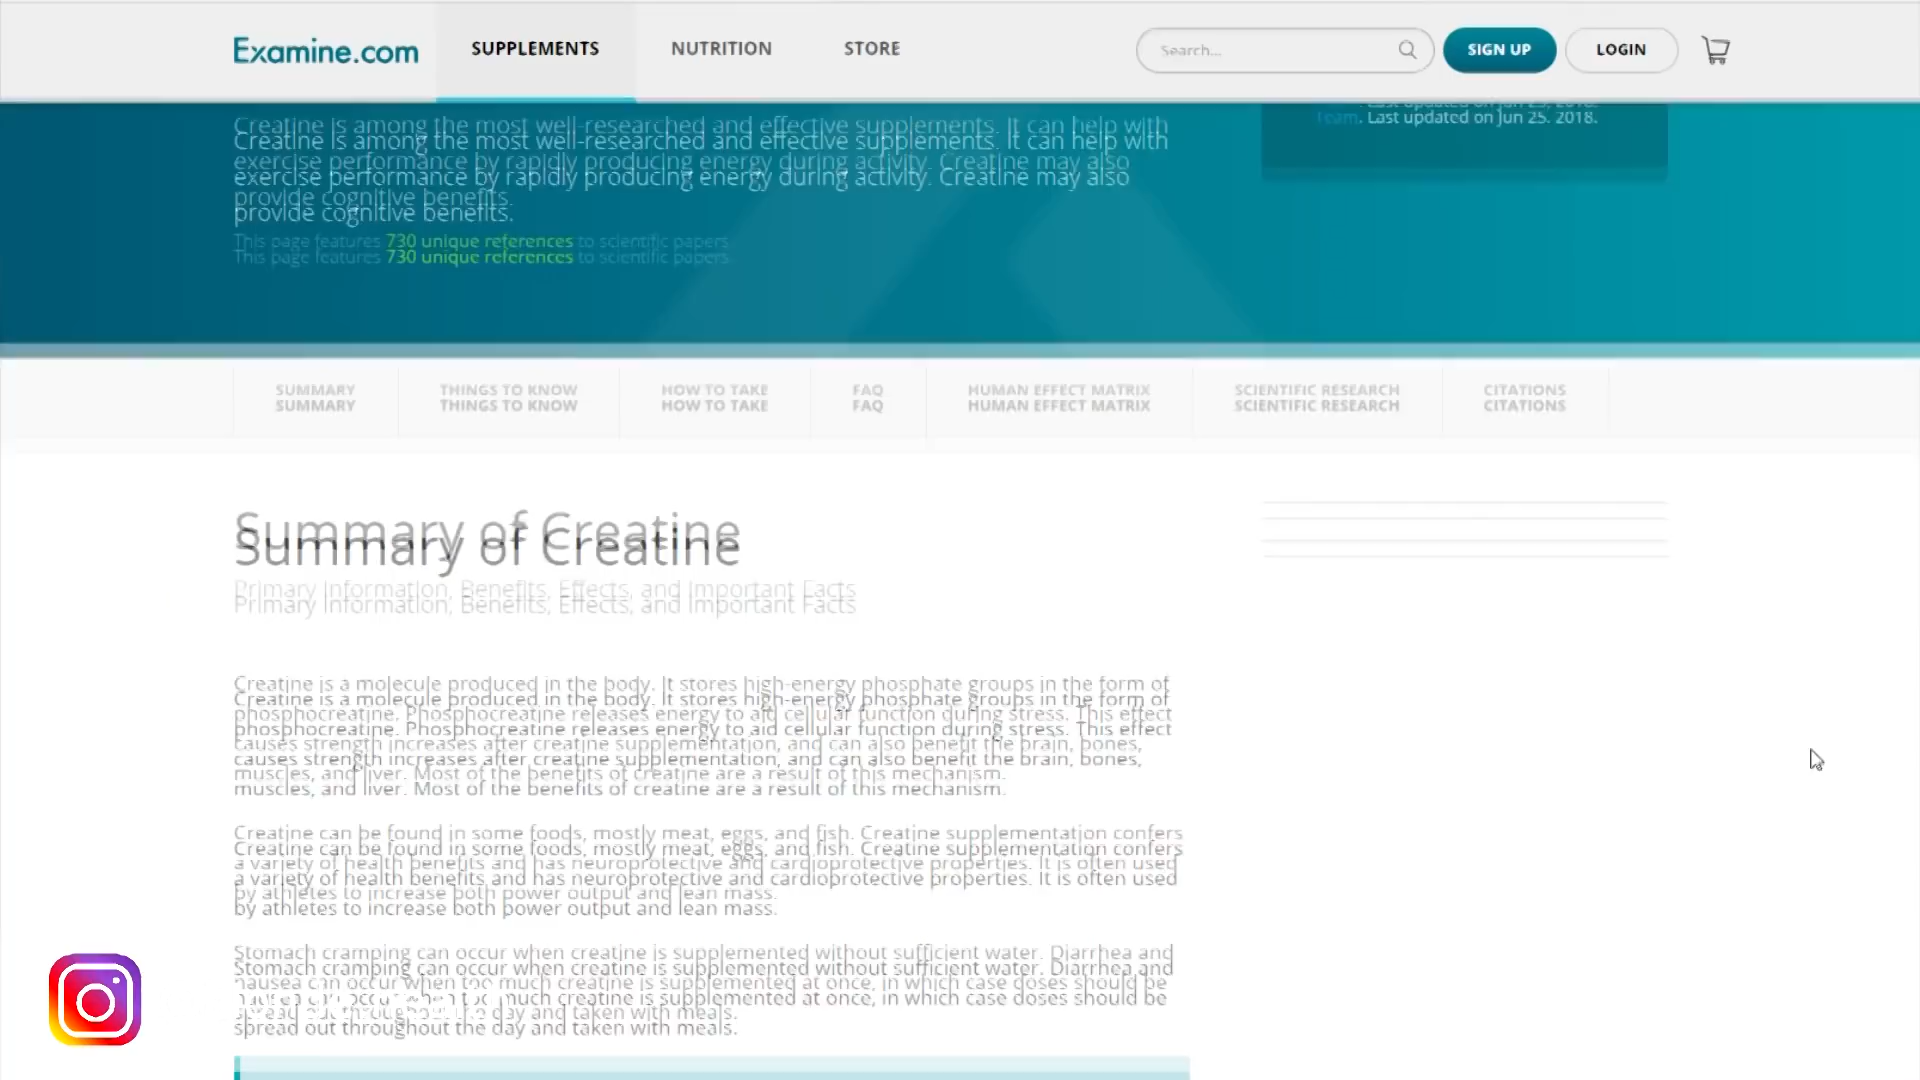 Examine.com SUPPLEMENTS NUTRITION STORE Search... SIGN UP LOGIN
Team. Last updated on Jun 25, 2018.
Creatine is among the most well-researched and effective supplements. It can help with
exercise performance by rapidly producing energy during activity. Creatine may also
provide cognitive benefits.
This page features 730 unique references to scientific papers.
SUMMARY THINGS TO KNOW HOW TO TAKE FAQ HUMAN EFFECT MATRIX SCIENTIFIC RESEARCH CITATIONS
Summary of Creatine
Primary Information, Benefits, Effects, and Important Facts
Creatine is a molecule produced in the body. It stores high-energy phosphate groups in the form of
phosphocreatine. Phosphocreatine releases energy to aid cellular function during stress. This effect
causes strength increases after creatine supplementation, and can also benefit the brain, bones,
muscles, and liver. Most of the benefits of creatine are a result of this mechanism.
Creatine can be found in some foods, mostly meat, eggs, and fish. Creatine supplementation confers
a variety of health benefits and has neuroprotective and cardioprotective properties. It is often used
by athletes to increase both power output and lean mass.
Stomach cramping can occur when creatine is supplemented without sufficient water. Diarrhea and
nausea can occur when too much creatine is supplemented at once, in which case doses should be
spread out throughout the day and taken with meals.